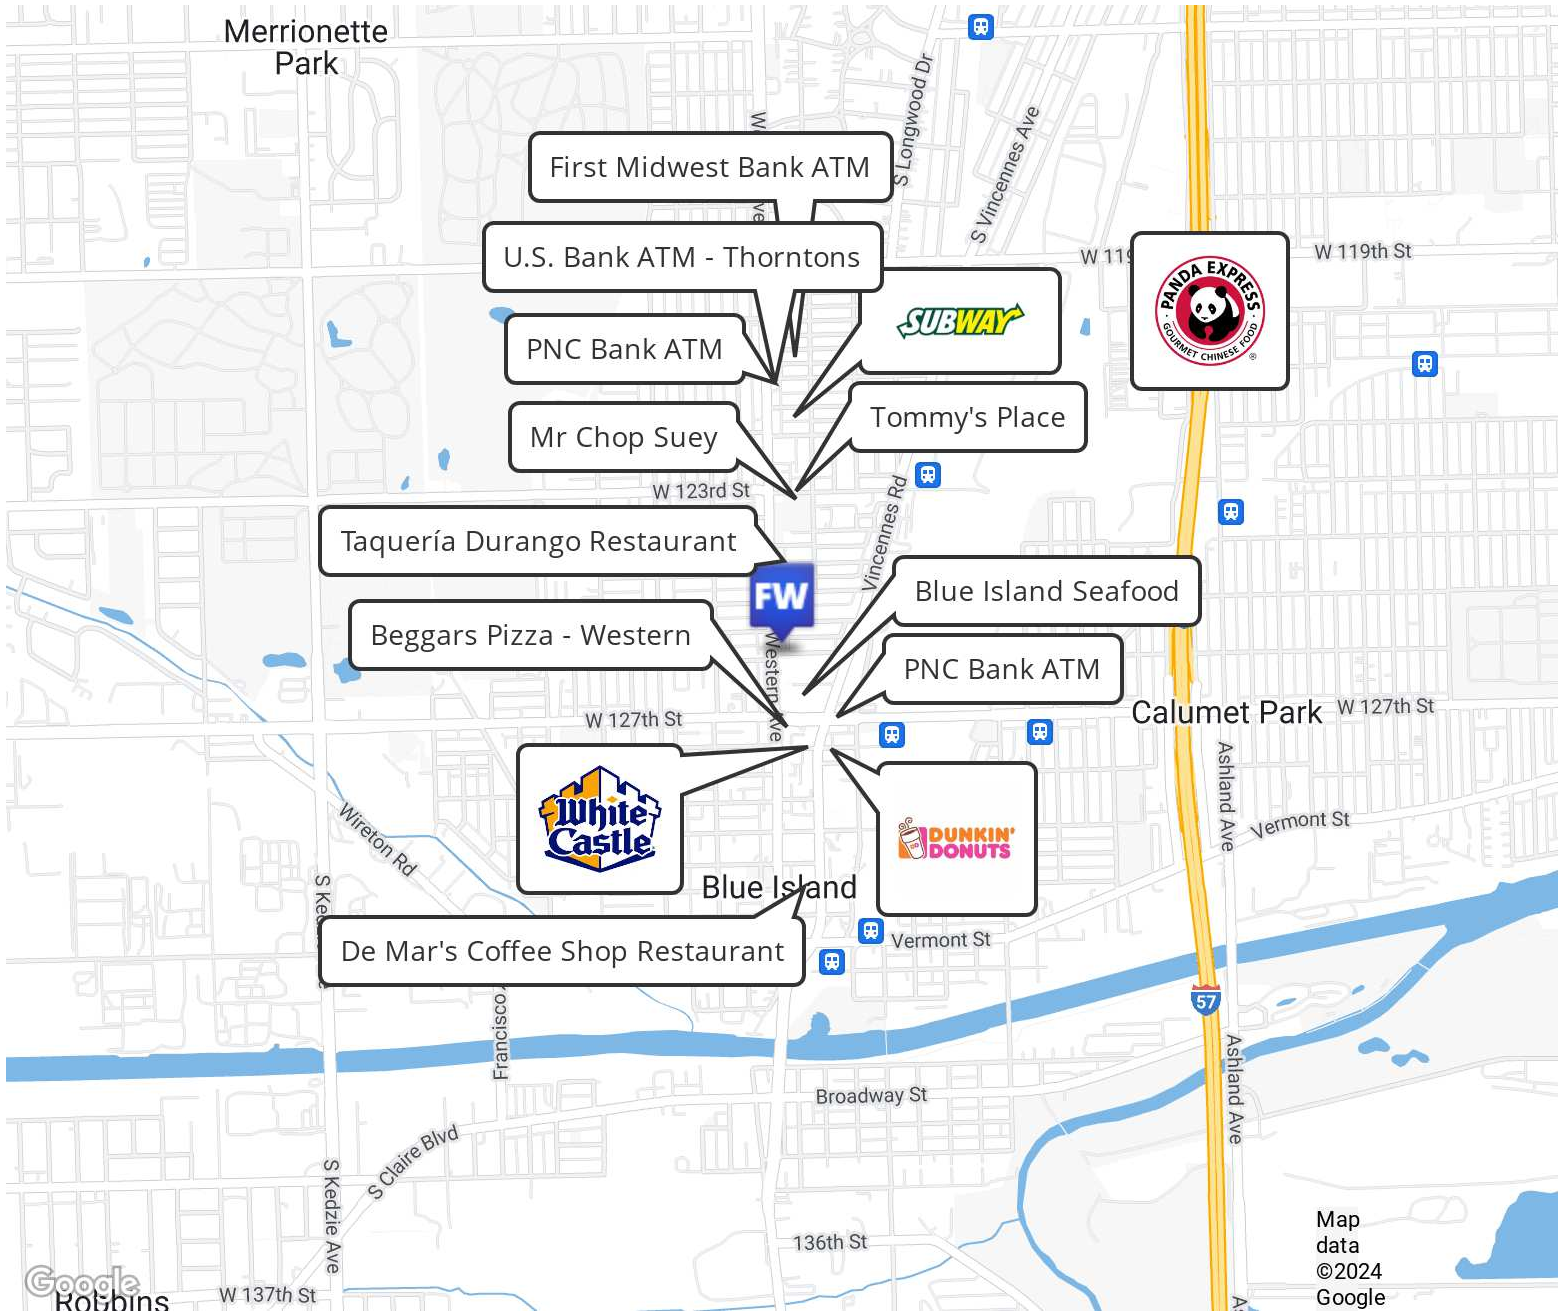 Merrionette
Park
S Longwood Dr
S Vincennes Ave
First Midwest Bank ATM
U.S. Bank ATM - Thorntons
W 119th St
PANDA EXPRESS
GOURMET CHINESE FOOD
®
SUBWAY
PNC Bank ATM
Tommy's Place
Mr Chop Suey
W 123rd St
Vincennes Rd
Taquería Durango Restaurant
FW
Blue Island Seafood
Beggars Pizza - Western
Western Ave
PNC Bank ATM
W 127th St
Calumet Park
W 127th St
White
Castle
DUNKIN'
DONUTS
Ashland Ave
Vermont St
Wireton Rd
Blue Island
De Mar's Coffee Shop Restaurant
Vermont St
57
Francisco
Ashland Ave
Broadway St
S Claire Blvd
S Kedzie Ave
136th St
Map
data
©2024
Google
Google
Robbins
W 137th St